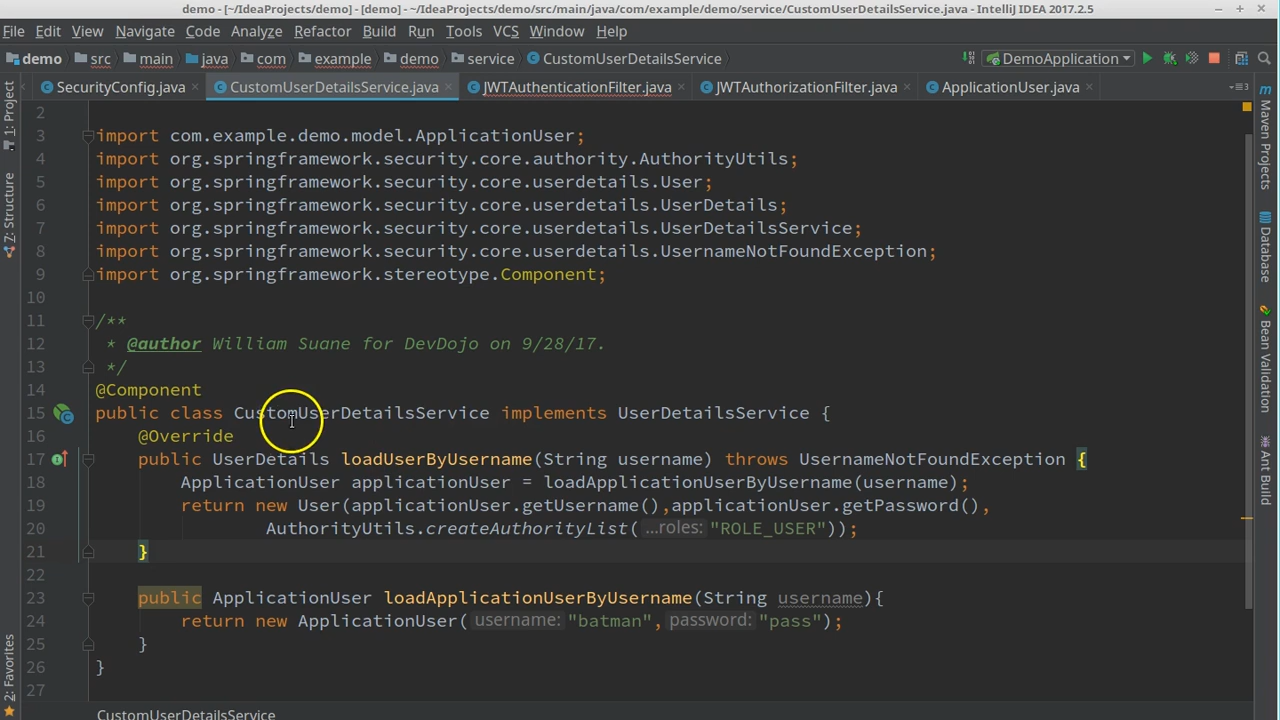 demo - [~/IdeaProjects/demo] - [demo] - ~/IdeaProjects/demo/src/main/java/com/example/demo/service/CustomUserDetailsService.java - IntelliJ IDEA 2017.2.5
File Edit View Navigate Code Analyze Refactor Build Run Tools VCS Window Help
demo src main java com example demo service CustomUserDetailsService DemoApplication
SecurityConfig.java CustomUserDetailsService.java JWTAuthenticationFilter.java JWTAuthorizationFilter.java ApplicationUser.java
1: Project
Z: Structure
2: Favorites
2
3 import com.example.demo.model.ApplicationUser;
4 import org.springframework.security.core.authority.AuthorityUtils;
5 import org.springframework.security.core.userdetails.User;
6 import org.springframework.security.core.userdetails.UserDetails;
7 import org.springframework.security.core.userdetails.UserDetailsService;
8 import org.springframework.security.core.userdetails.UsernameNotFoundException;
9 import org.springframework.stereotype.Component;
10
11 /**
12 * @author William Suane for DevDojo on 9/28/17.
13 */
14 @Component
15 public class CustomUserDetailsService implements UserDetailsService {
16 @Override
17 public UserDetails loadUserByUsername(String username) throws UsernameNotFoundException {
18 ApplicationUser applicationUser = loadApplicationUserByUsername(username);
19 return new User(applicationUser.getUsername(),applicationUser.getPassword(),
20 AuthorityUtils.createAuthorityList( ...roles: "ROLE_USER"));
21 }
22
23 public ApplicationUser loadApplicationUserByUsername(String username){
24 return new ApplicationUser( username: "batman", password: "pass");
25 }
26 }
27
CustomUserDetailsService
Maven Projects
Database
Bean Validation
Ant Build